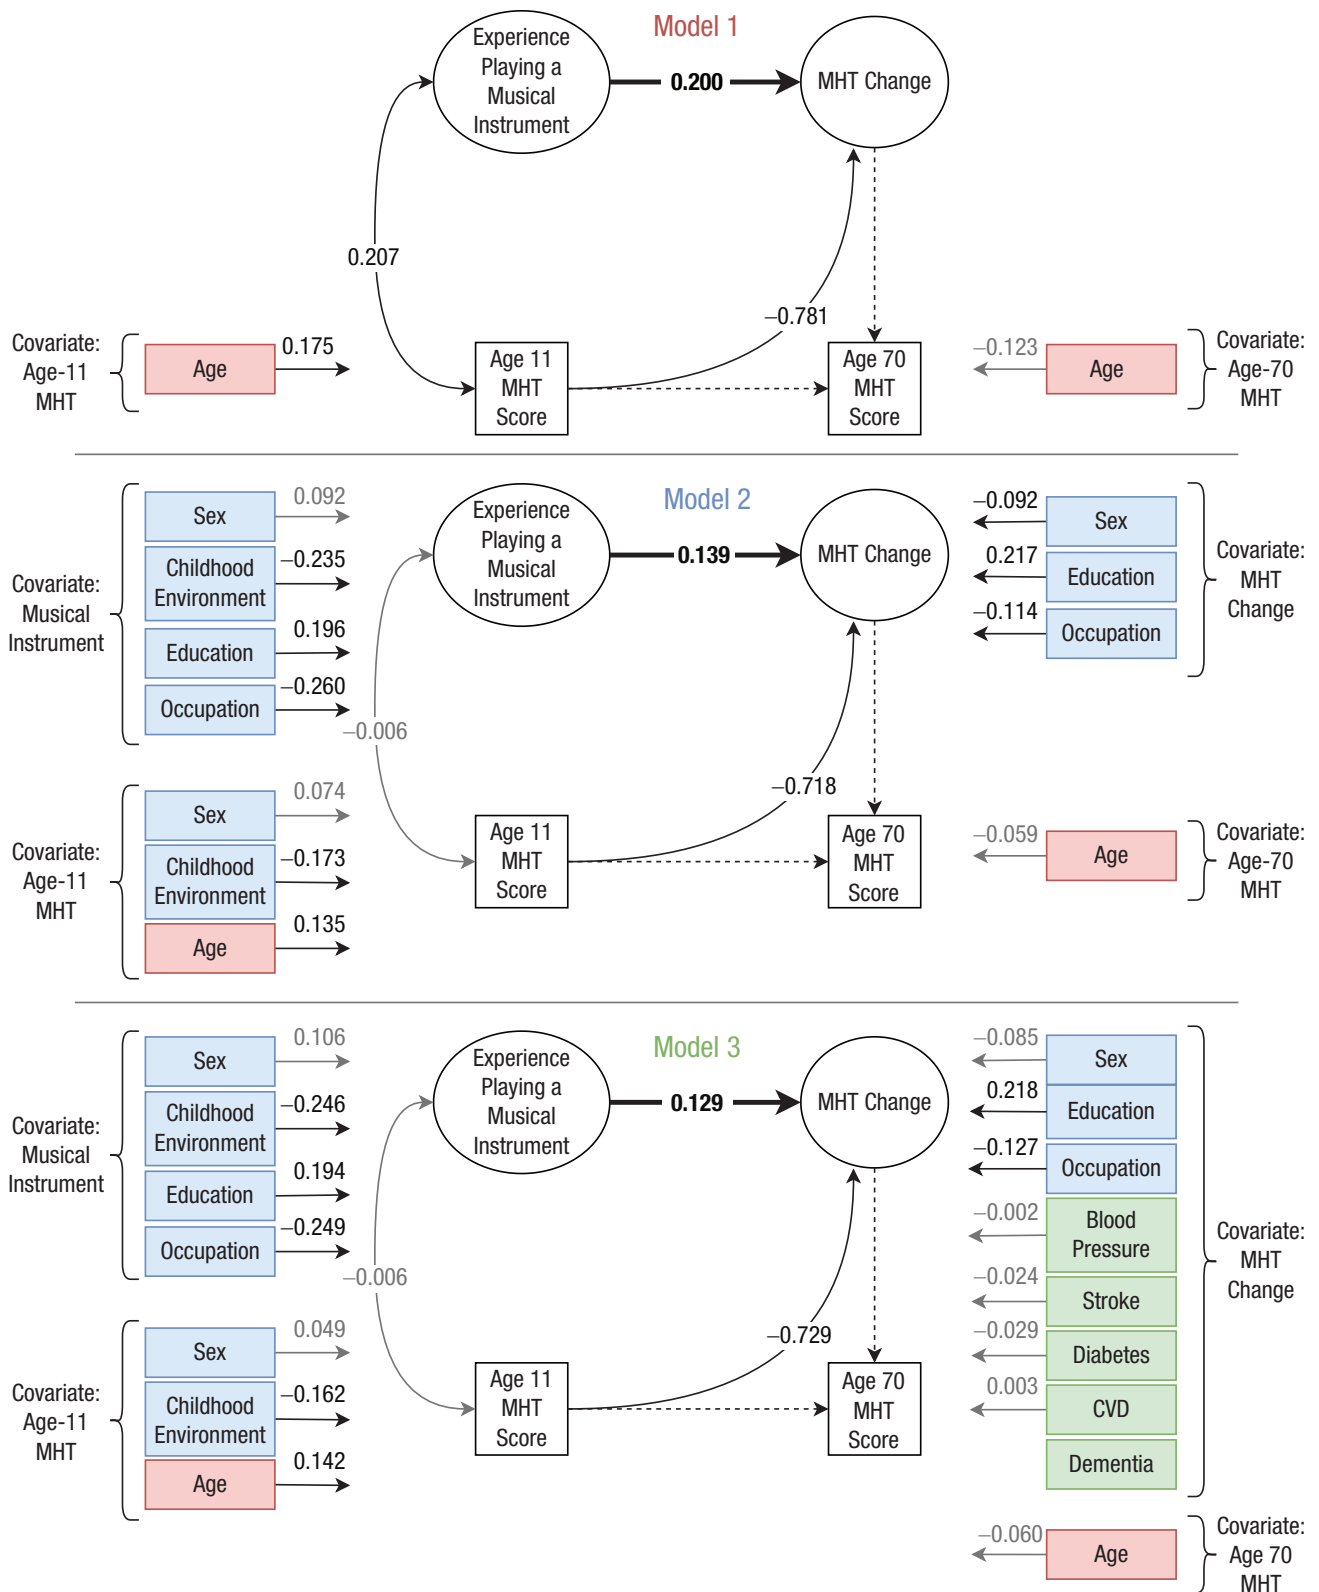 Model 1
Experience
Playing a
Musical
Instrument
0.200
MHT Change
0.207
−0.781
Covariate:
Age-11
MHT
Age
0.175
Age 11
MHT
Score
Age 70
MHT
Score
−0.123
Age
Covariate:
Age-70
MHT
Model 2
Covariate:
Musical
Instrument
Sex
0.092
Childhood
Environment
−0.235
Education
0.196
Occupation
−0.260
Experience
Playing a
Musical
Instrument
0.139
MHT Change
−0.092
Sex
0.217
Education
−0.114
Occupation
Covariate:
MHT
Change
−0.006
−0.718
Covariate:
Age-11
MHT
Sex
0.074
Childhood
Environment
−0.173
Age
0.135
Age 11
MHT
Score
Age 70
MHT
Score
−0.059
Age
Covariate:
Age-70
MHT
Model 3
Covariate:
Musical
Instrument
Sex
0.106
Childhood
Environment
−0.246
Education
0.194
Occupation
−0.249
Experience
Playing a
Musical
Instrument
0.129
MHT Change
−0.085
Sex
0.218
Education
−0.127
Occupation
−0.002
Blood
Pressure
−0.024
Stroke
−0.029
Diabetes
0.003
CVD
Dementia
Covariate:
MHT
Change
−0.006
−0.729
Covariate:
Age-11
MHT
Sex
0.049
Childhood
Environment
−0.162
Age
0.142
Age 11
MHT
Score
Age 70
MHT
Score
−0.060
Age
Covariate:
Age 70
MHT